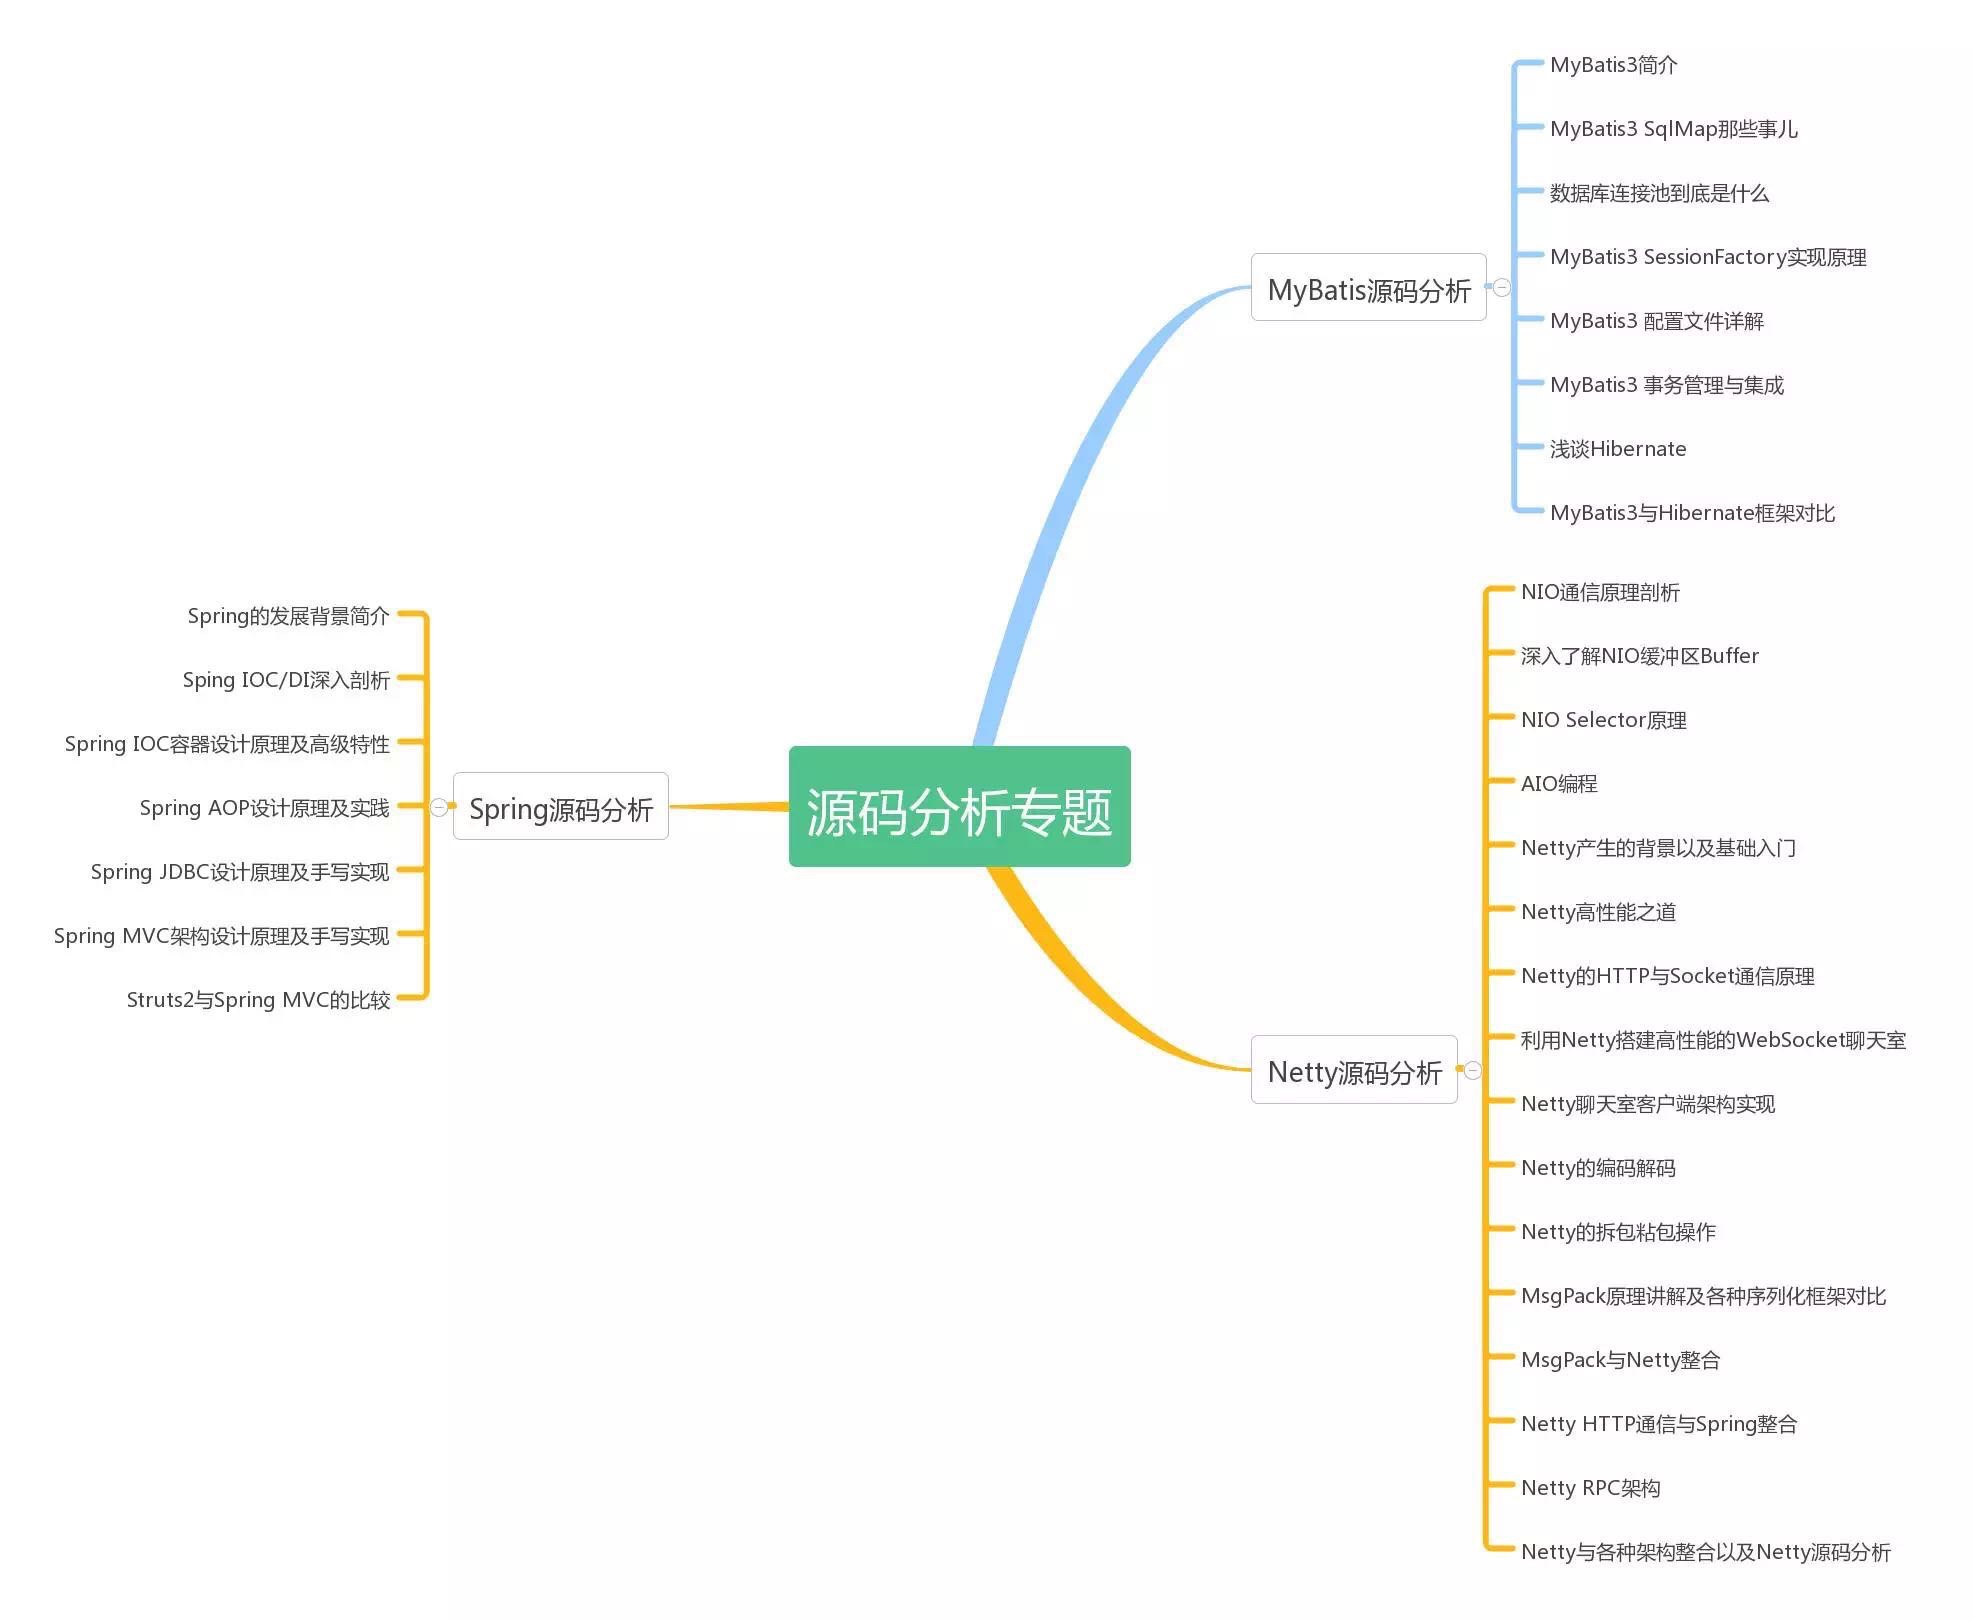 源码分析专题
MyBatis源码分析
MyBatis3简介
MyBatis3 SqlMap那些事儿
数据库连接池到底是什么
MyBatis3 SessionFactory实现原理
MyBatis3 配置文件详解
MyBatis3 事务管理与集成
浅谈Hibernate
MyBatis3与Hibernate框架对比
Netty源码分析
NIO通信原理剖析
深入了解NIO缓冲区Buffer
NIO Selector原理
AIO编程
Netty产生的背景以及基础入门
Netty高性能之道
Netty的HTTP与Socket通信原理
利用Netty搭建高性能的WebSocket聊天室
Netty聊天室客户端架构实现
Netty的编码解码
Netty的拆包粘包操作
MsgPack原理讲解及各种序列化框架对比
MsgPack与Netty整合
Netty HTTP通信与Spring整合
Netty RPC架构
Netty与各种架构整合以及Netty源码分析
Spring源码分析
Spring的发展背景简介
Sping IOC/DI深入剖析
Spring IOC容器设计原理及高级特性
Spring AOP设计原理及实践
Spring JDBC设计原理及手写实现
Spring MVC架构设计原理及手写实现
Struts2与Spring MVC的比较